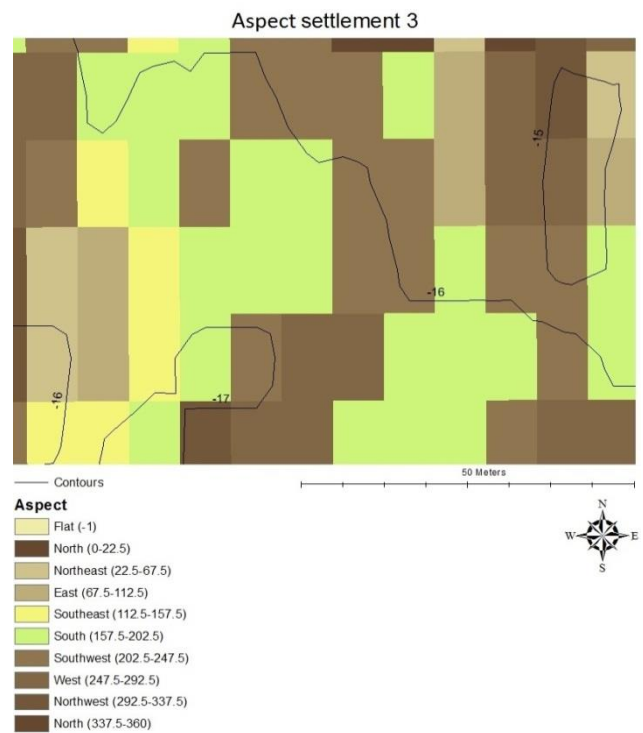 Aspect settlement 3
-15
-16
-16
-17
50 Meters
Contours
Aspect
Flat (-1)
North (0-22.5)
Northeast (22.5-67.5)
East (67.5-112.5)
Southeast (112.5-157.5)
South (157.5-202.5)
Southwest (202.5-247.5)
West (247.5-292.5)
Northwest (292.5-337.5)
North (337.5-360)
N
W E
S